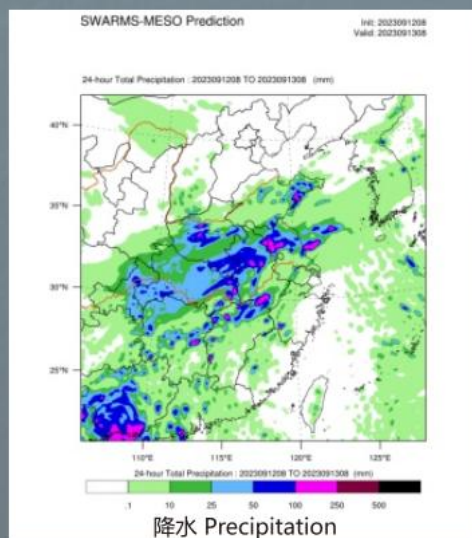 SWARMS-MESO Prediction
Init: 2023091208
Valid: 2023091308
24-hour Total Precipitation : 2023091208 TO 2023091308 (mm)
40°N
35°N
30°N
25°N
110°E 115°E 120°E 125°E
24-hour Total Precipitation : 2023091208 TO 2023091308 (mm)
.1 10 25 50 100 250 500
降水 Precipitation